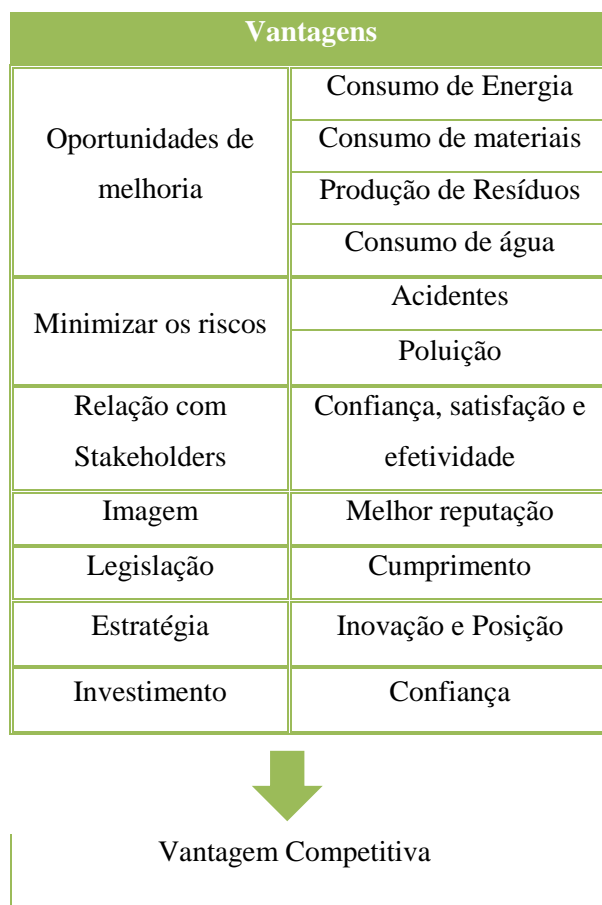 Vantagens
Oportunidades de
melhoria
Consumo de Energia
Consumo de materiais
Produção de Resíduos
Consumo de água
Minimizar os riscos
Acidentes
Poluição
Relação com
Stakeholders
Confiança, satisfação e
efetividade
Imagem
Melhor reputação
Legislação
Cumprimento
Estratégia
Inovação e Posição
Investimento
Confiança
Vantagem Competitiva